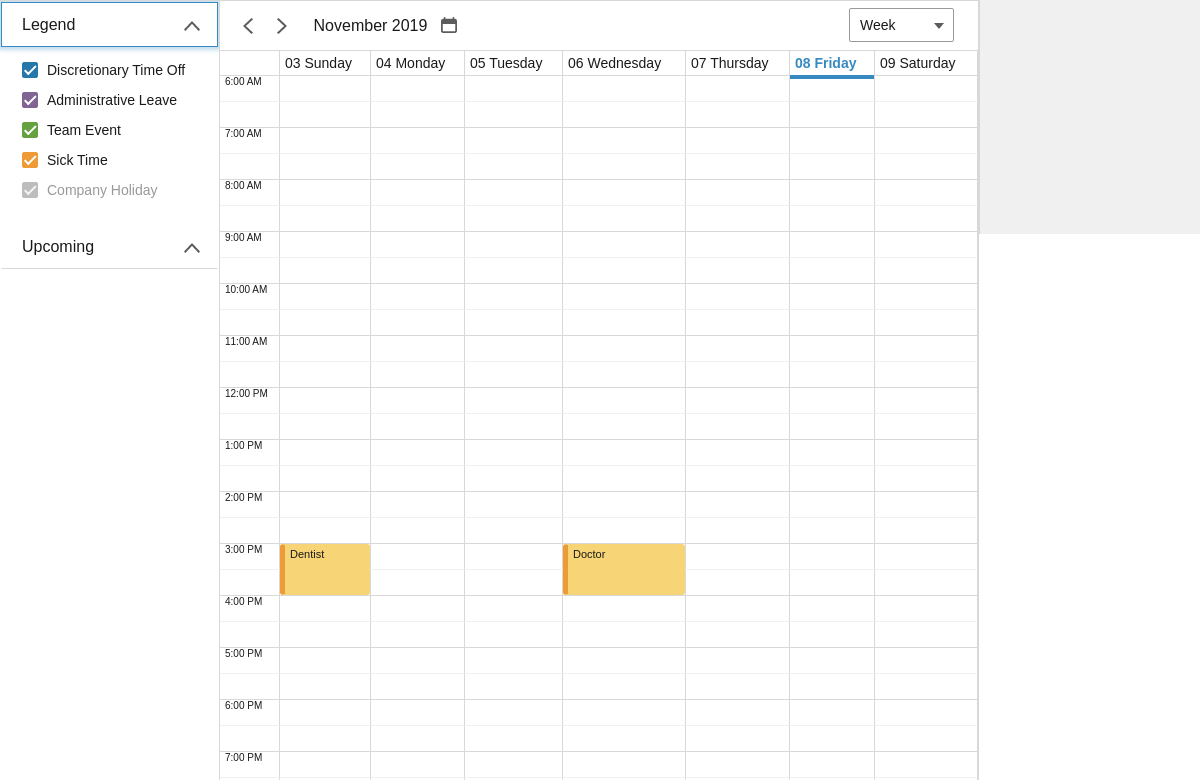 Legend
Discretionary Time Off
Administrative Leave
Team Event
Sick Time
Company Holiday
Upcoming
November 2019
Week
03 Sunday 04 Monday 05 Tuesday 06 Wednesday 07 Thursday 08 Friday 09 Saturday
6:00 AM
7:00 AM
8:00 AM
9:00 AM
10:00 AM
11:00 AM
12:00 PM
1:00 PM
2:00 PM
3:00 PM Dentist Doctor
4:00 PM
5:00 PM
6:00 PM
7:00 PM